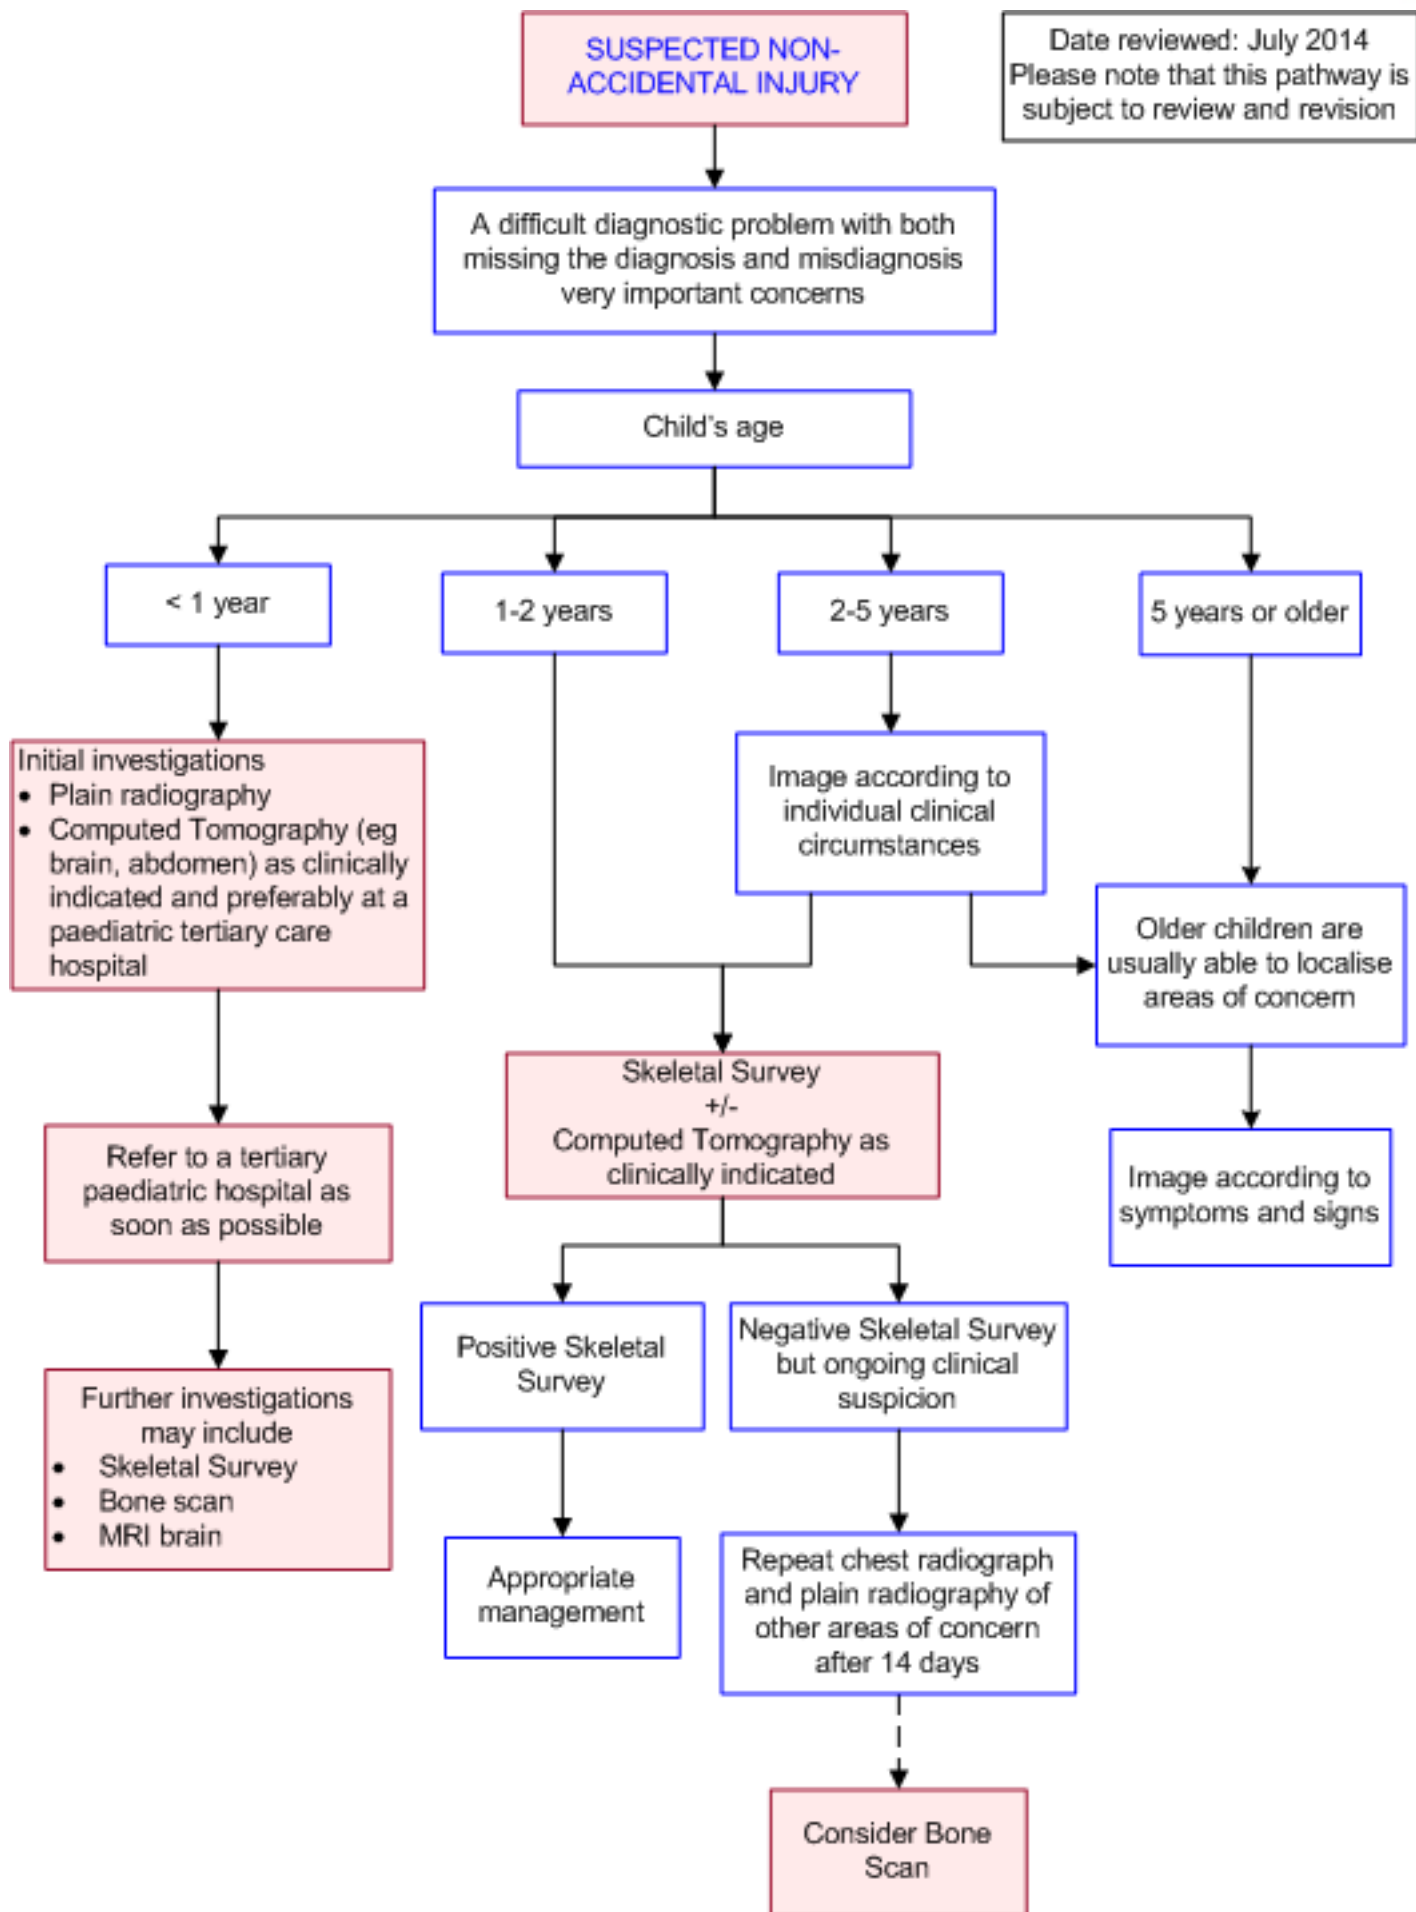 SUSPECTED NON-
ACCIDENTAL INJURY
Date reviewed: July 2014
Please note that this pathway is
subject to review and revision
A difficult diagnostic problem with both
missing the diagnosis and misdiagnosis
very important concerns
Child's age
< 1 year
1-2 years
2-5 years
5 years or older
Initial investigations
• Plain radiography
• Computed Tomography (eg
brain, abdomen) as clinically
indicated and preferably at a
paediatric tertiary care
hospital
Image according to
individual clinical
circumstances
Older children are
usually able to localise
areas of concern
Skeletal Survey
+/-
Computed Tomography as
clinically indicated
Refer to a tertiary
paediatric hospital as
soon as possible
Image according to
symptoms and signs
Positive Skeletal
Survey
Negative Skeletal Survey
but ongoing clinical
suspicion
Further investigations
may include
• Skeletal Survey
• Bone scan
• MRI brain
Appropriate
management
Repeat chest radiograph
and plain radiography of
other areas of concern
after 14 days
Consider Bone
Scan